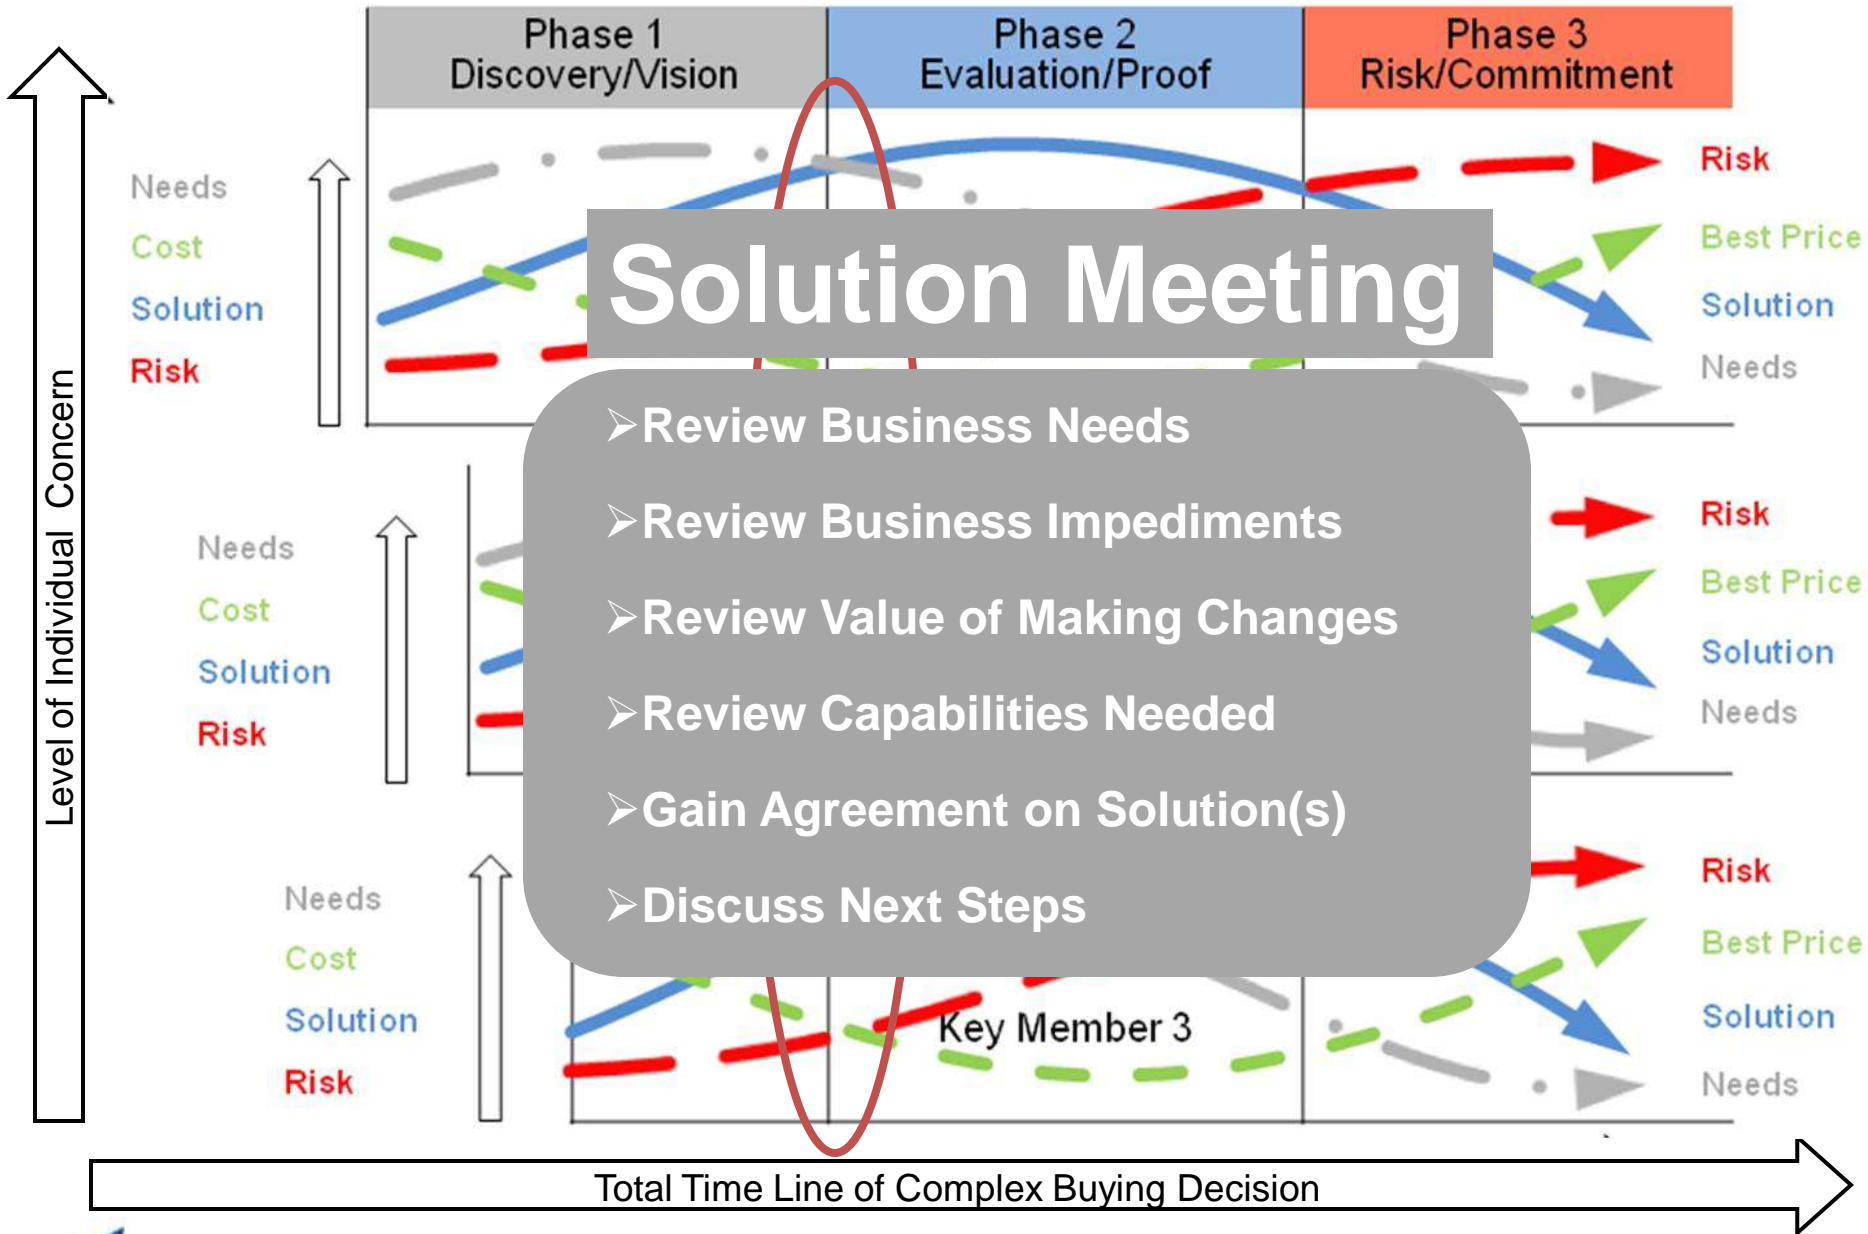 Phase 1
Discovery/Vision
Phase 2
Evaluation/Proof
Phase 3
Risk/Commitment
Level of Individual Concern
Needs
Cost
Solution
Risk
Risk
Best Price
Solution
Needs
Solution Meeting
➢Review Business Needs
➢Review Business Impediments
➢Review Value of Making Changes
➢Review Capabilities Needed
➢Gain Agreement on Solution(s)
➢Discuss Next Steps
Needs
Cost
Solution
Risk
Risk
Best Price
Solution
Needs
Needs
Cost
Solution
Risk
Key Member 3
Risk
Best Price
Solution
Needs
Total Time Line of Complex Buying Decision